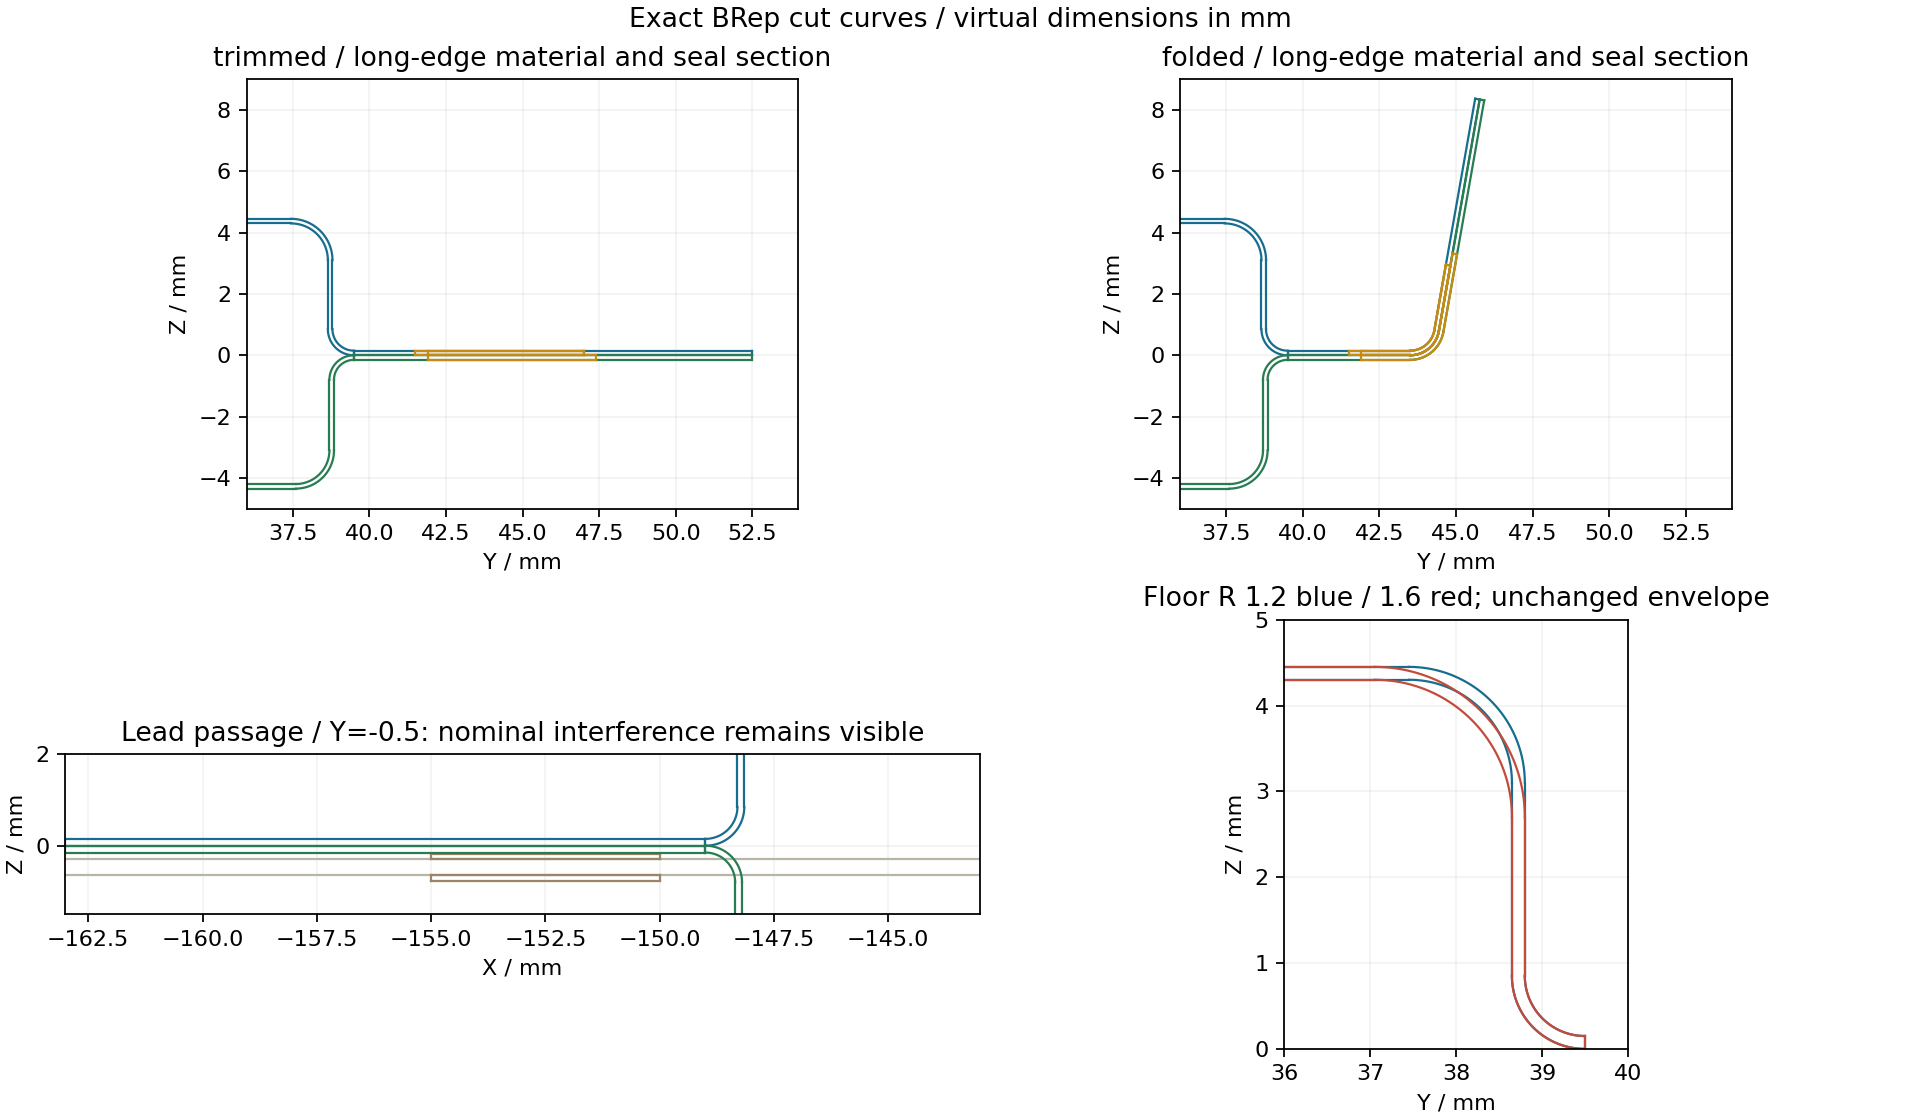 Exact BRep cut curves / virtual dimensions in mm
trimmed / long-edge material and seal section
8
6
4
2
0
−2
−4
Z / mm
37.5 40.0 42.5 45.0 47.5 50.0 52.5
Y / mm
folded / long-edge material and seal section
8
6
4
2
0
−2
−4
Z / mm
37.5 40.0 42.5 45.0 47.5 50.0 52.5
Y / mm
Lead passage / Y=-0.5: nominal interference remains visible
2
0
Z / mm
−162.5 −160.0 −157.5 −155.0 −152.5 −150.0 −147.5 −145.0
X / mm
Floor R 1.2 blue / 1.6 red; unchanged envelope
5
4
3
2
1
0
Z / mm
36 37 38 39 40
Y / mm